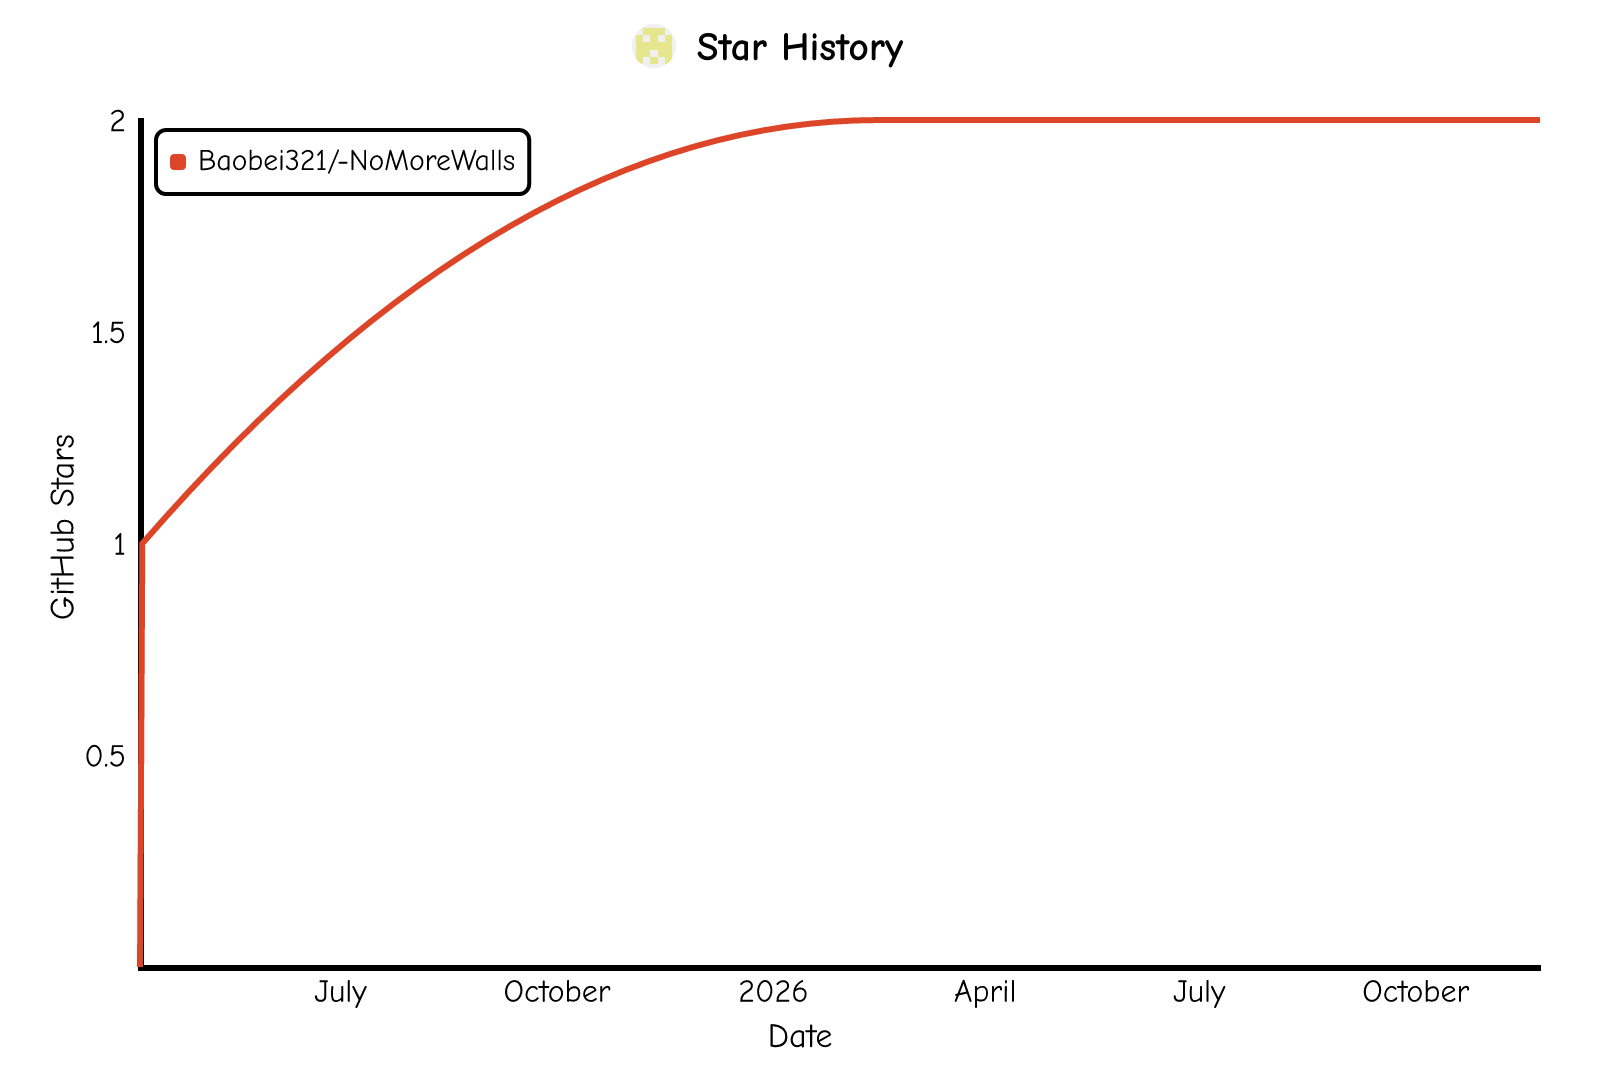 Star History
Baobei321/-NoMoreWalls
2
1.5
1
0.5
GitHub Stars
July
October
2026
April
July
October
Date